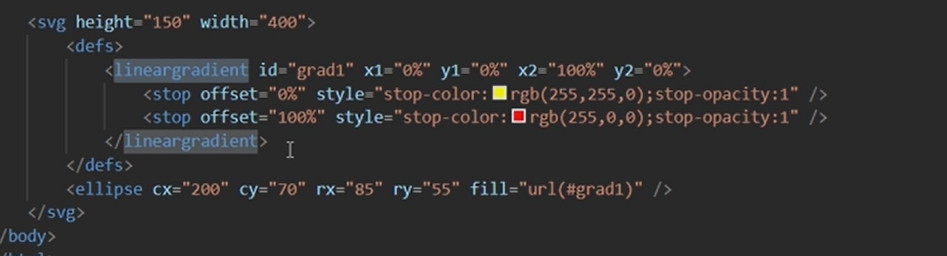 <svg height="150" width="400">
<defs>
<lineargradient id="grad1" x1="0%" y1="0%" x2="100%" y2="0%">
<stop offset="0%" style="stop-color:rgb(255,255,0);stop-opacity:1" />
<stop offset="100%" style="stop-color:rgb(255,0,0);stop-opacity:1" />
</lineargradient>
</defs>
<ellipse cx="200" cy="70" rx="85" ry="55" fill="url(#grad1)" />
</svg>
/body>